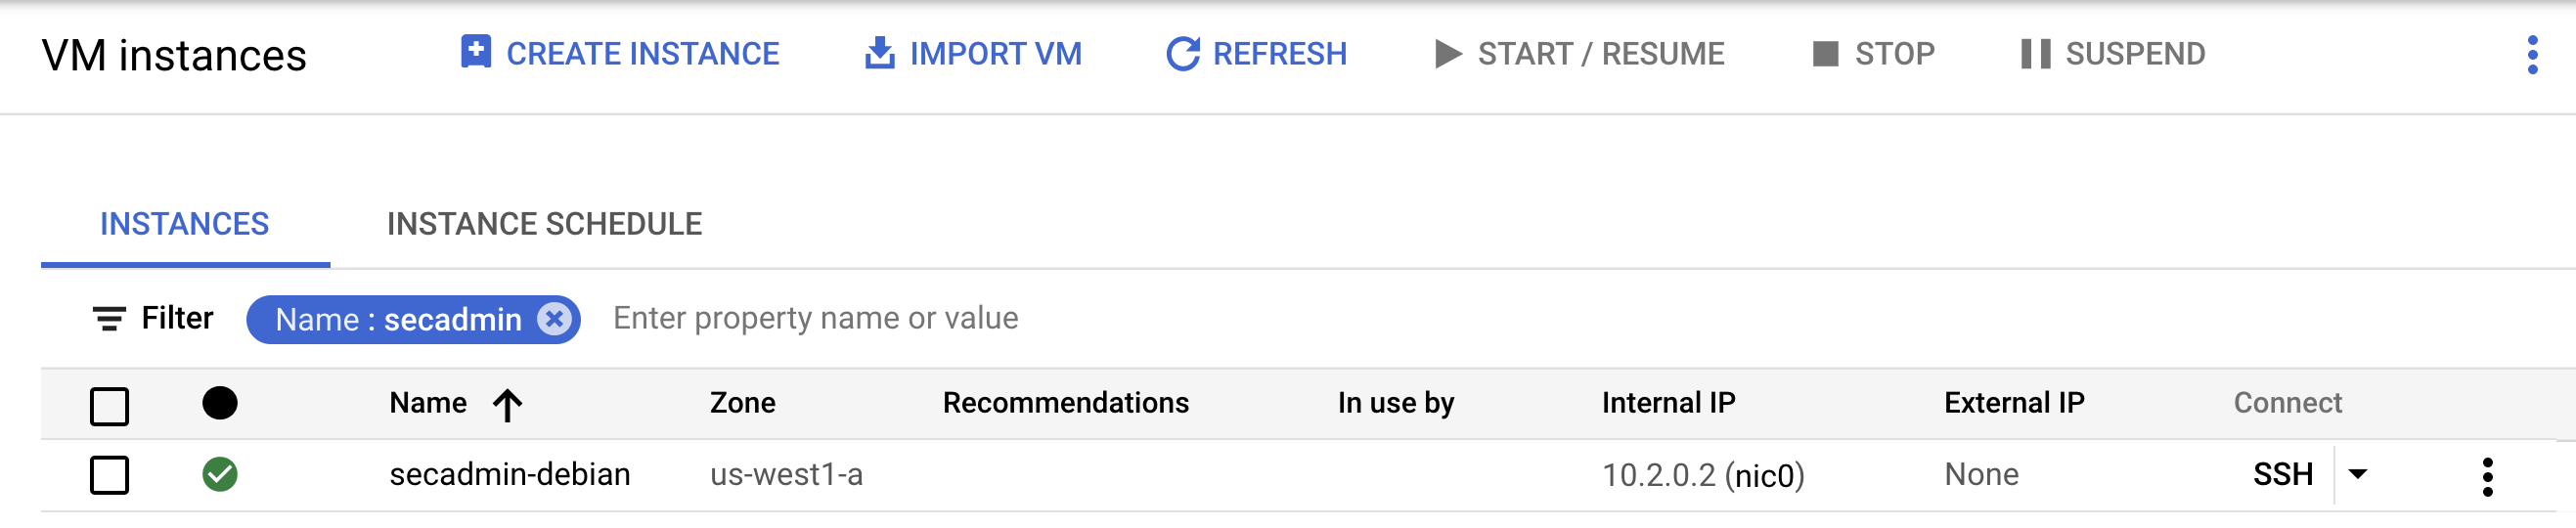 VM instances CREATE INSTANCE IMPORT VM REFRESH START / RESUME STOP SUSPEND
INSTANCES INSTANCE SCHEDULE
Filter Name : secadmin Enter property name or value
Name Zone Recommendations In use by Internal IP External IP Connect
secadmin-debian us-west1-a 10.2.0.2 (nic0) None SSH